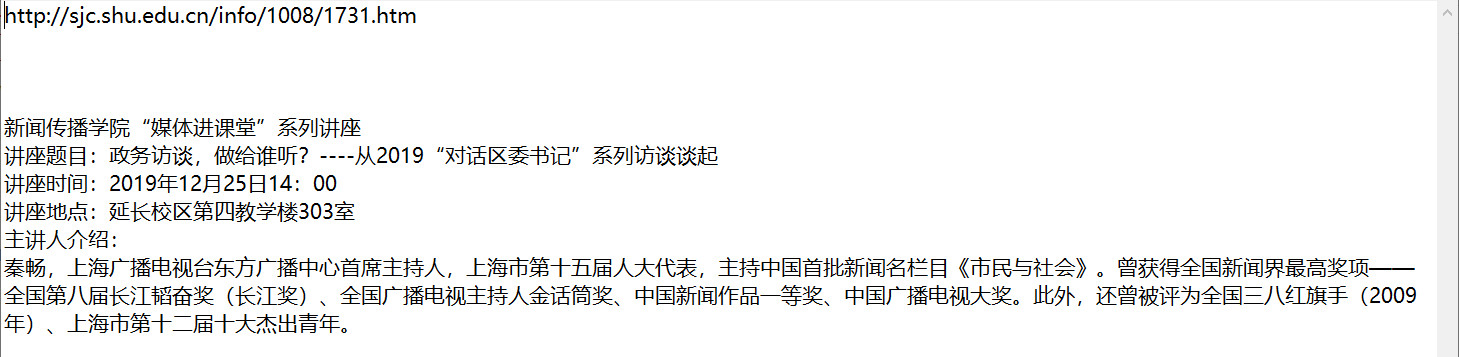 http://sjc.shu.edu.cn/info/1008/1731.htm
新闻传播学院“媒体进课堂”系列讲座
讲座题目：政务访谈，做给谁听？----从2019“对话区委书记”系列访谈谈起
讲座时间：2019年12月25日14：00
讲座地点：延长校区第四教学楼303室
主讲人介绍：
秦畅，上海广播电视台东方广播中心首席主持人，上海市第十五届人大代表，主持中国首批新闻名栏目《市民与社会》。曾获得全国新闻界最高奖项——
全国第八届长江韬奋奖（长江奖）、全国广播电视主持人金话筒奖、中国新闻作品一等奖、中国广播电视大奖。此外，还曾被评为全国三八红旗手（2009
年）、上海市第十二届十大杰出青年。